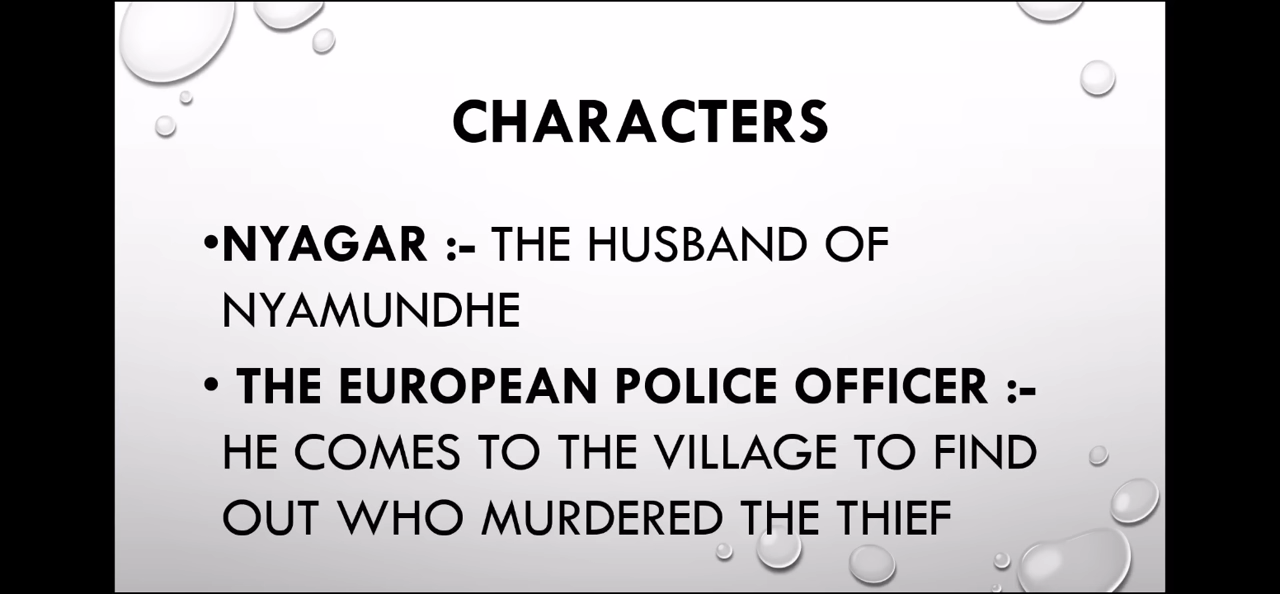 CHARACTERS
•NYAGAR :- THE HUSBAND OF
NYAMUNDHE
• THE EUROPEAN POLICE OFFICER :-
HE COMES TO THE VILLAGE TO FIND
OUT WHO MURDERED THE THIEF